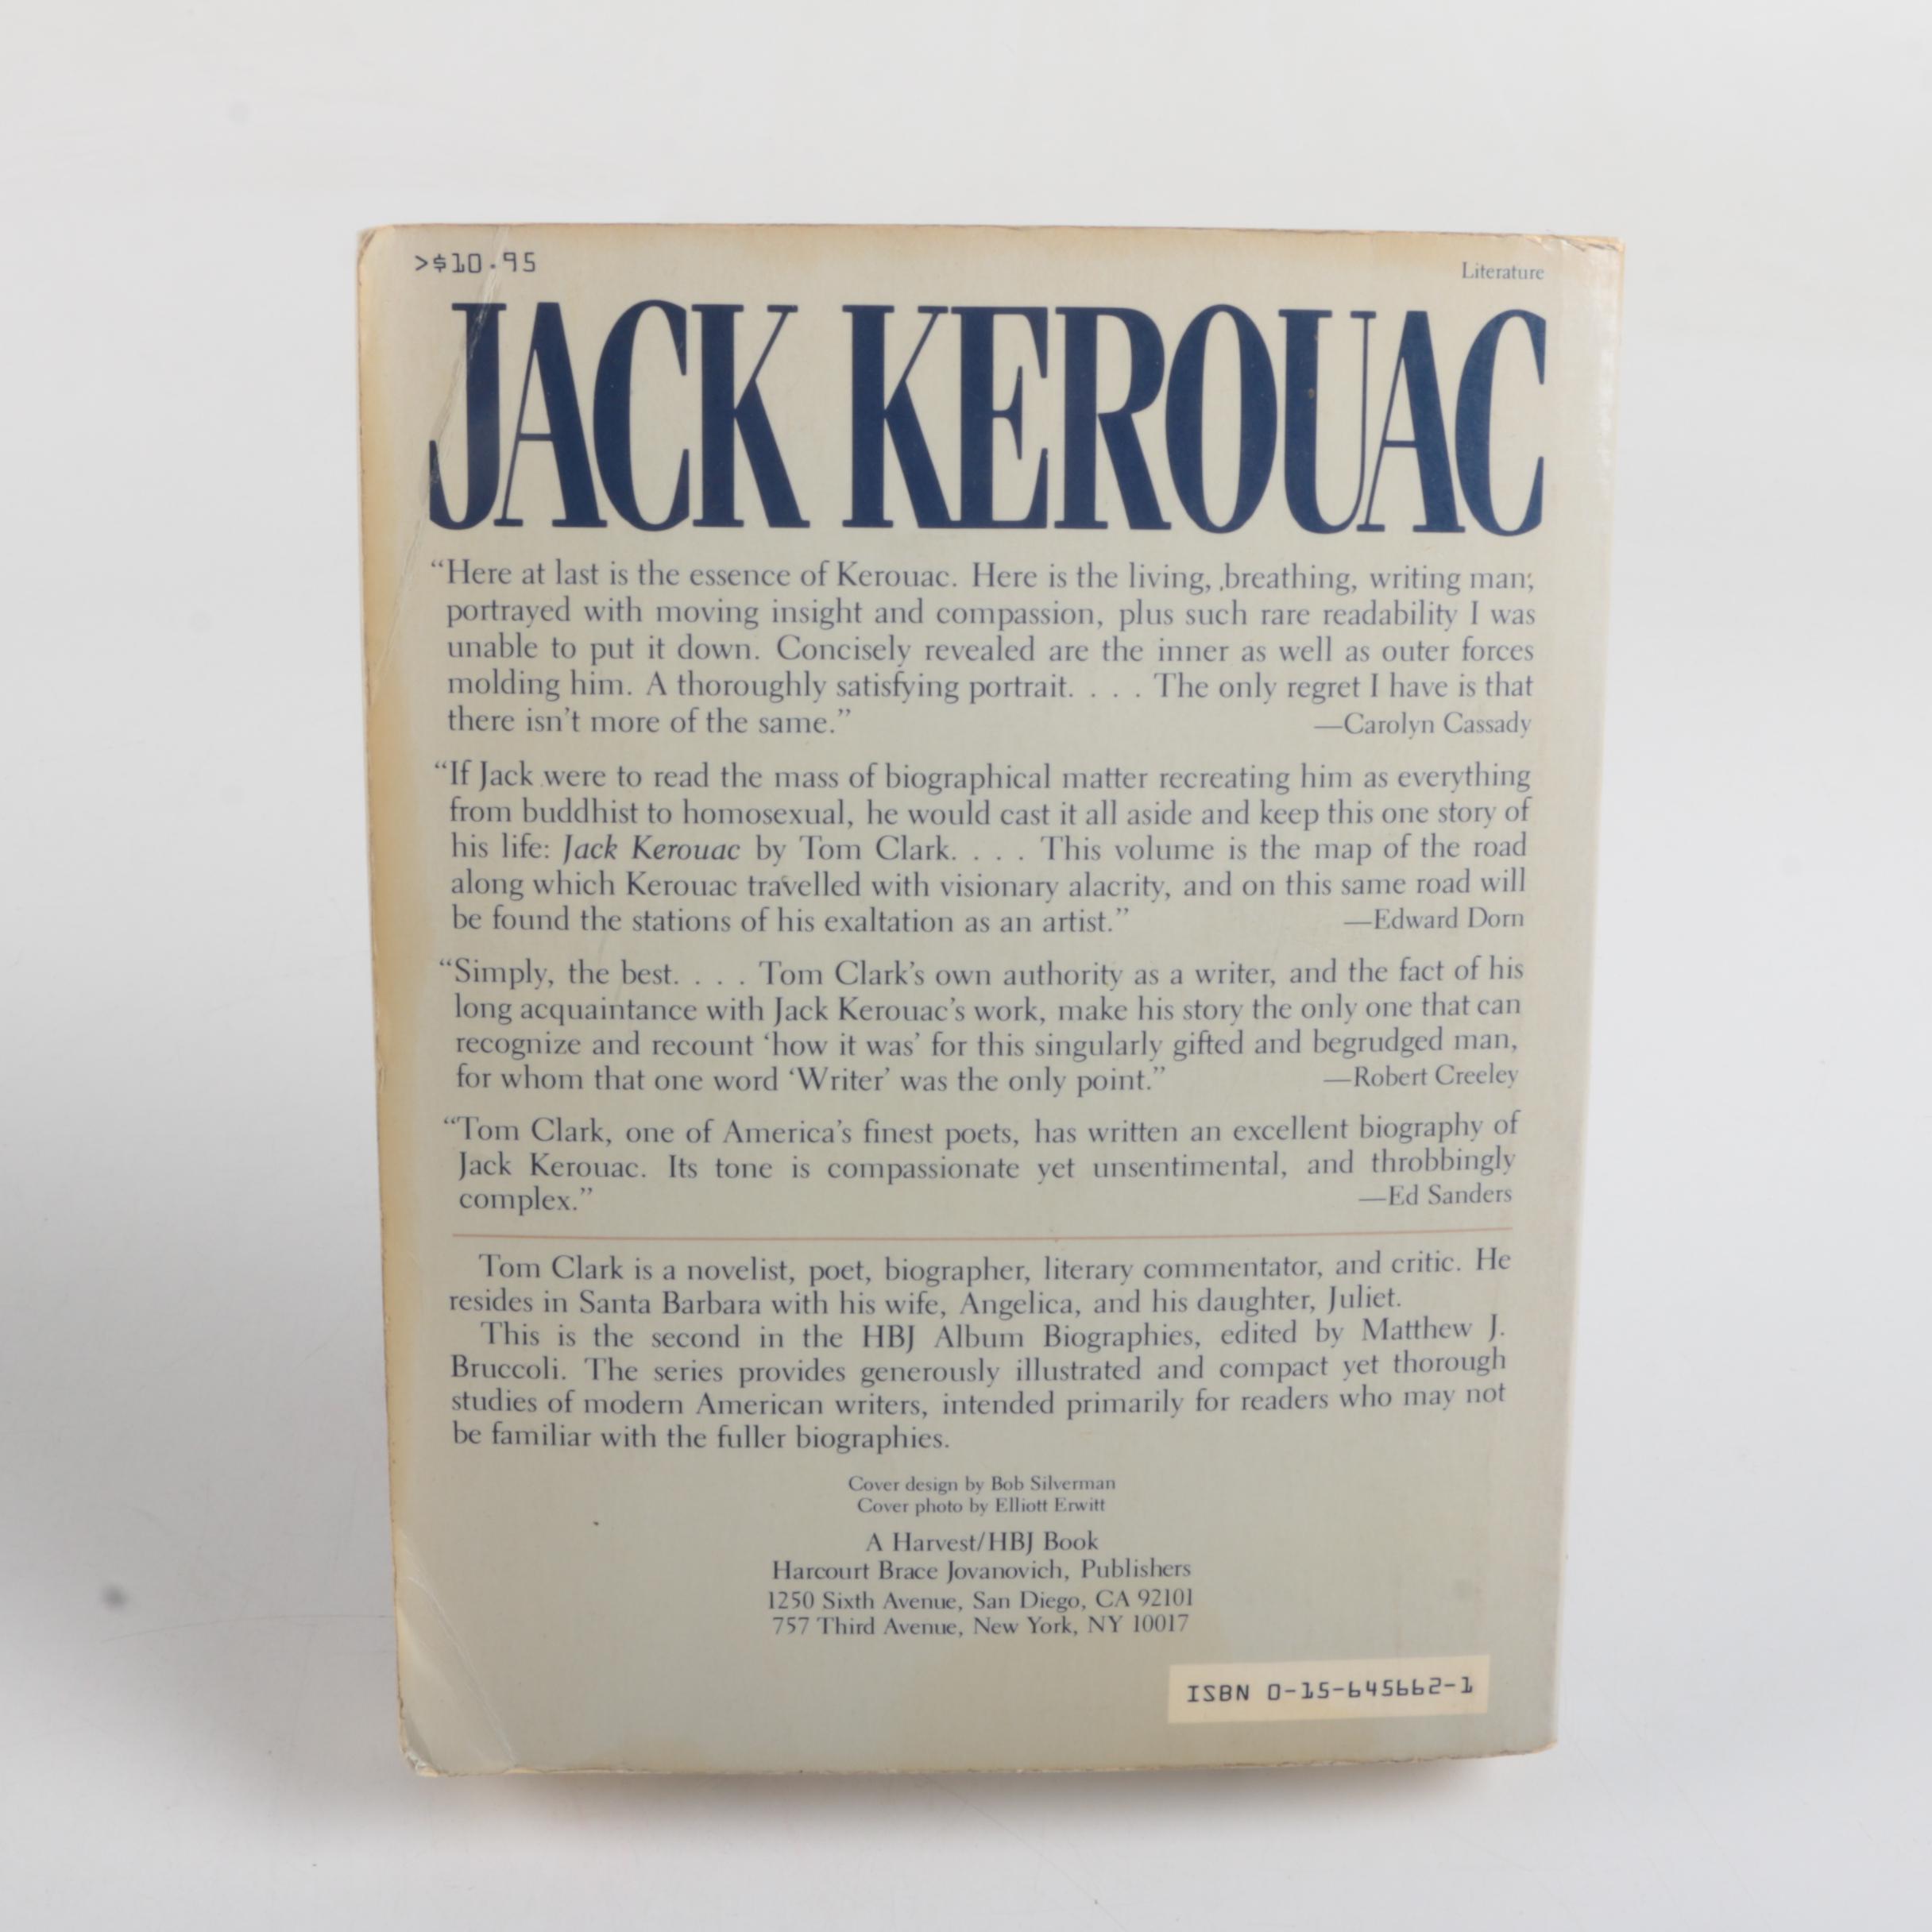 >$10.95
Literature
JACK KEROUAC
“Here at last is the essence of Kerouac. Here is the living, breathing, writing man,
portrayed with moving insight and compassion, plus such rare readability I was
unable to put it down. Concisely revealed are the inner as well as outer forces
molding him. A thoroughly satisfying portrait. . . . The only regret I have is that
there isn’t more of the same.” —Carolyn Cassady
“If Jack were to read the mass of biographical matter recreating him as everything
from buddhist to homosexual, he would cast it all aside and keep this one story of
his life: Jack Kerouac by Tom Clark. . . . This volume is the map of the road
along which Kerouac travelled with visionary alacrity, and on this same road will
be found the stations of his exaltation as an artist.” —Edward Dorn
“Simply, the best. . . . Tom Clark’s own authority as a writer, and the fact of his
long acquaintance with Jack Kerouac’s work, make his story the only one that can
recognize and recount ‘how it was’ for this singularly gifted and begrudged man,
for whom that one word ‘Writer’ was the only point.” —Robert Creeley
“Tom Clark, one of America’s finest poets, has written an excellent biography of
Jack Kerouac. Its tone is compassionate yet unsentimental, and throbbingly
complex.” —Ed Sanders
Tom Clark is a novelist, poet, biographer, literary commentator, and critic. He
resides in Santa Barbara with his wife, Angelica, and his daughter, Juliet.
This is the second in the HBJ Album Biographies, edited by Matthew J.
Bruccoli. The series provides generously illustrated and compact yet thorough
studies of modern American writers, intended primarily for readers who may not
be familiar with the fuller biographies.
Cover design by Bob Silverman
Cover photo by Elliott Erwitt
A Harvest/HBJ Book
Harcourt Brace Jovanovich, Publishers
1250 Sixth Avenue, San Diego, CA 92101
757 Third Avenue, New York, NY 10017
ISBN 0-15-645662-1